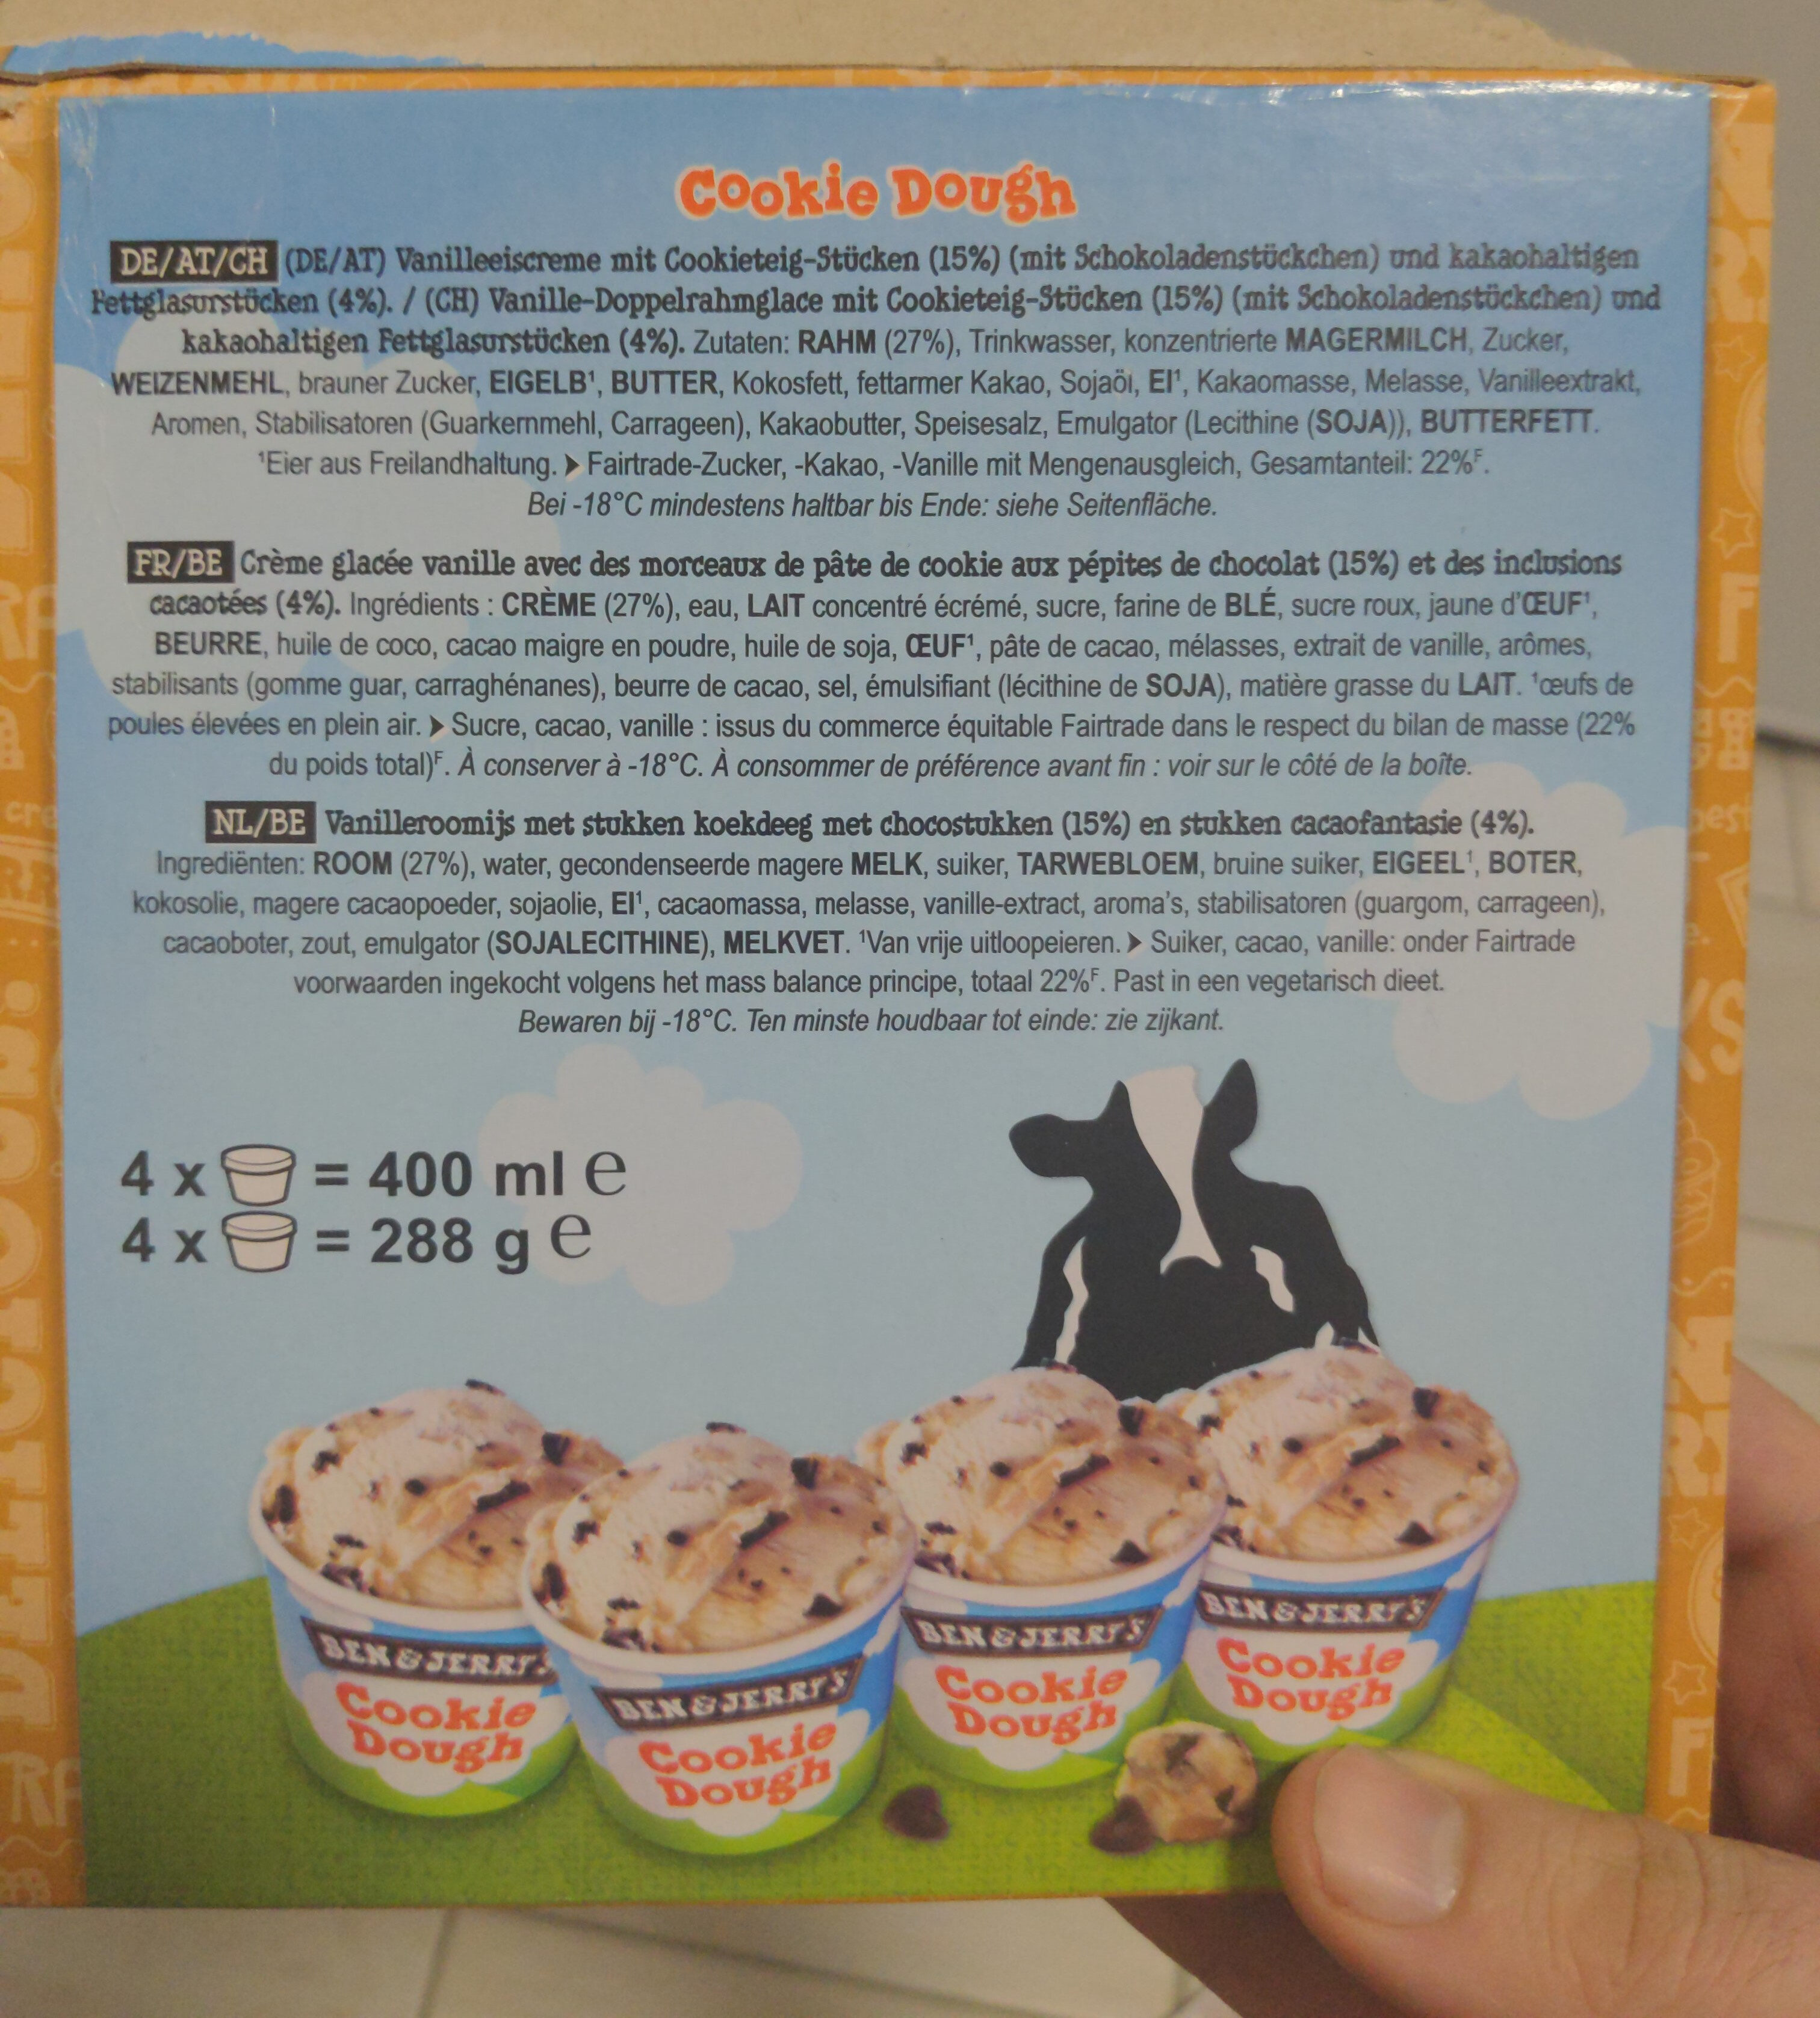 Cookie Dough
DE/AT/CH (DE/AT) Vanilleeiscreme mit Cookieteig-Stücken (15%) (mit Schokoladenstückchen) und kakaohaltigen
Fettglasurstücken (4%). / (CH) Vanille-Doppelrahmglace mit Cookieteig-Stücken (15%) (mit Schokoladenstückchen) und
kakaohaltigen Fettglasurstücken (4%). Zutaten: RAHM (27%), Trinkwasser, konzentrierte MAGERMILCH, Zucker,
WEIZENMEHL, brauner Zucker, EIGELB¹, BUTTER, Kokosfett, fettarmer Kakao, Sojaöl, EI¹, Kakaomasse, Melasse, Vanilleextrakt,
Aromen, Stabilisatoren (Guarkernmehl, Carrageen), Kakaobutter, Speisesalz, Emulgator (Lecithine (SOJA)), BUTTERFETT.
¹Eier aus Freilandhaltung. ➤ Fairtrade-Zucker, -Kakao, -Vanille mit Mengenausgleich, Gesamtanteil: 22%ꟳ.
Bei -18°C mindestens haltbar bis Ende: siehe Seitenfläche.
FR/BE Crème glacée vanille avec des morceaux de pâte de cookie aux pépites de chocolat (15%) et des inclusions
cacaotées (4%). Ingrédients : CRÈME (27%), eau, LAIT concentré écrémé, sucre, farine de BLÉ, sucre roux, jaune d'ŒUF¹,
BEURRE, huile de coco, cacao maigre en poudre, huile de soja, ŒUF¹, pâte de cacao, mélasses, extrait de vanille, arômes,
stabilisants (gomme guar, carraghénanes), beurre de cacao, sel, émulsifiant (lécithine de SOJA), matière grasse du LAIT. ¹œufs de
poules élevées en plein air. ➤ Sucre, cacao, vanille : issus du commerce équitable Fairtrade dans le respect du bilan de masse (22%
du poids total)ꟳ. À conserver à -18°C. À consommer de préférence avant fin : voir sur le côté de la boîte.
NL/BE Vanilleroomijs met stukken koekdeeg met chocostukken (15%) en stukken cacaofantasie (4%).
Ingrediënten: ROOM (27%), water, gecondenseerde magere MELK, suiker, TARWEBLOEM, bruine suiker, EIGEEL¹, BOTER,
kokosolie, magere cacaopoeder, sojaolie, EI¹, cacaomassa, melasse, vanille-extract, aroma's, stabilisatoren (guargom, carrageen),
cacaoboter, zout, emulgator (SOJALECITHINE), MELKVET. ¹Van vrije uitloopeieren. ➤ Suiker, cacao, vanille: onder Fairtrade
voorwaarden ingekocht volgens het mass balance principe, totaal 22%ꟳ. Past in een vegetarisch dieet.
Bewaren bij -18°C. Ten minste houdbaar tot einde: zie zijkant.
4 x = 400 ml e
4 x = 288 g e
BEN & JERRY'S
Cookie
Dough
BEN & JERRY'S
Cookie
Dough
BEN & JERRY'S
Cookie
Dough
BEN & JERRY'S
Cookie
Dough